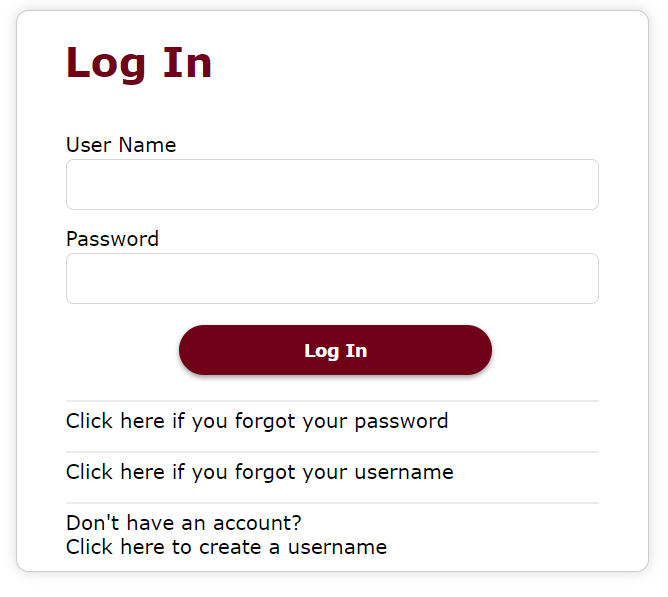 Log In
User Name
Password
Log In
Click here if you forgot your password
Click here if you forgot your username
Don't have an account?
Click here to create a username